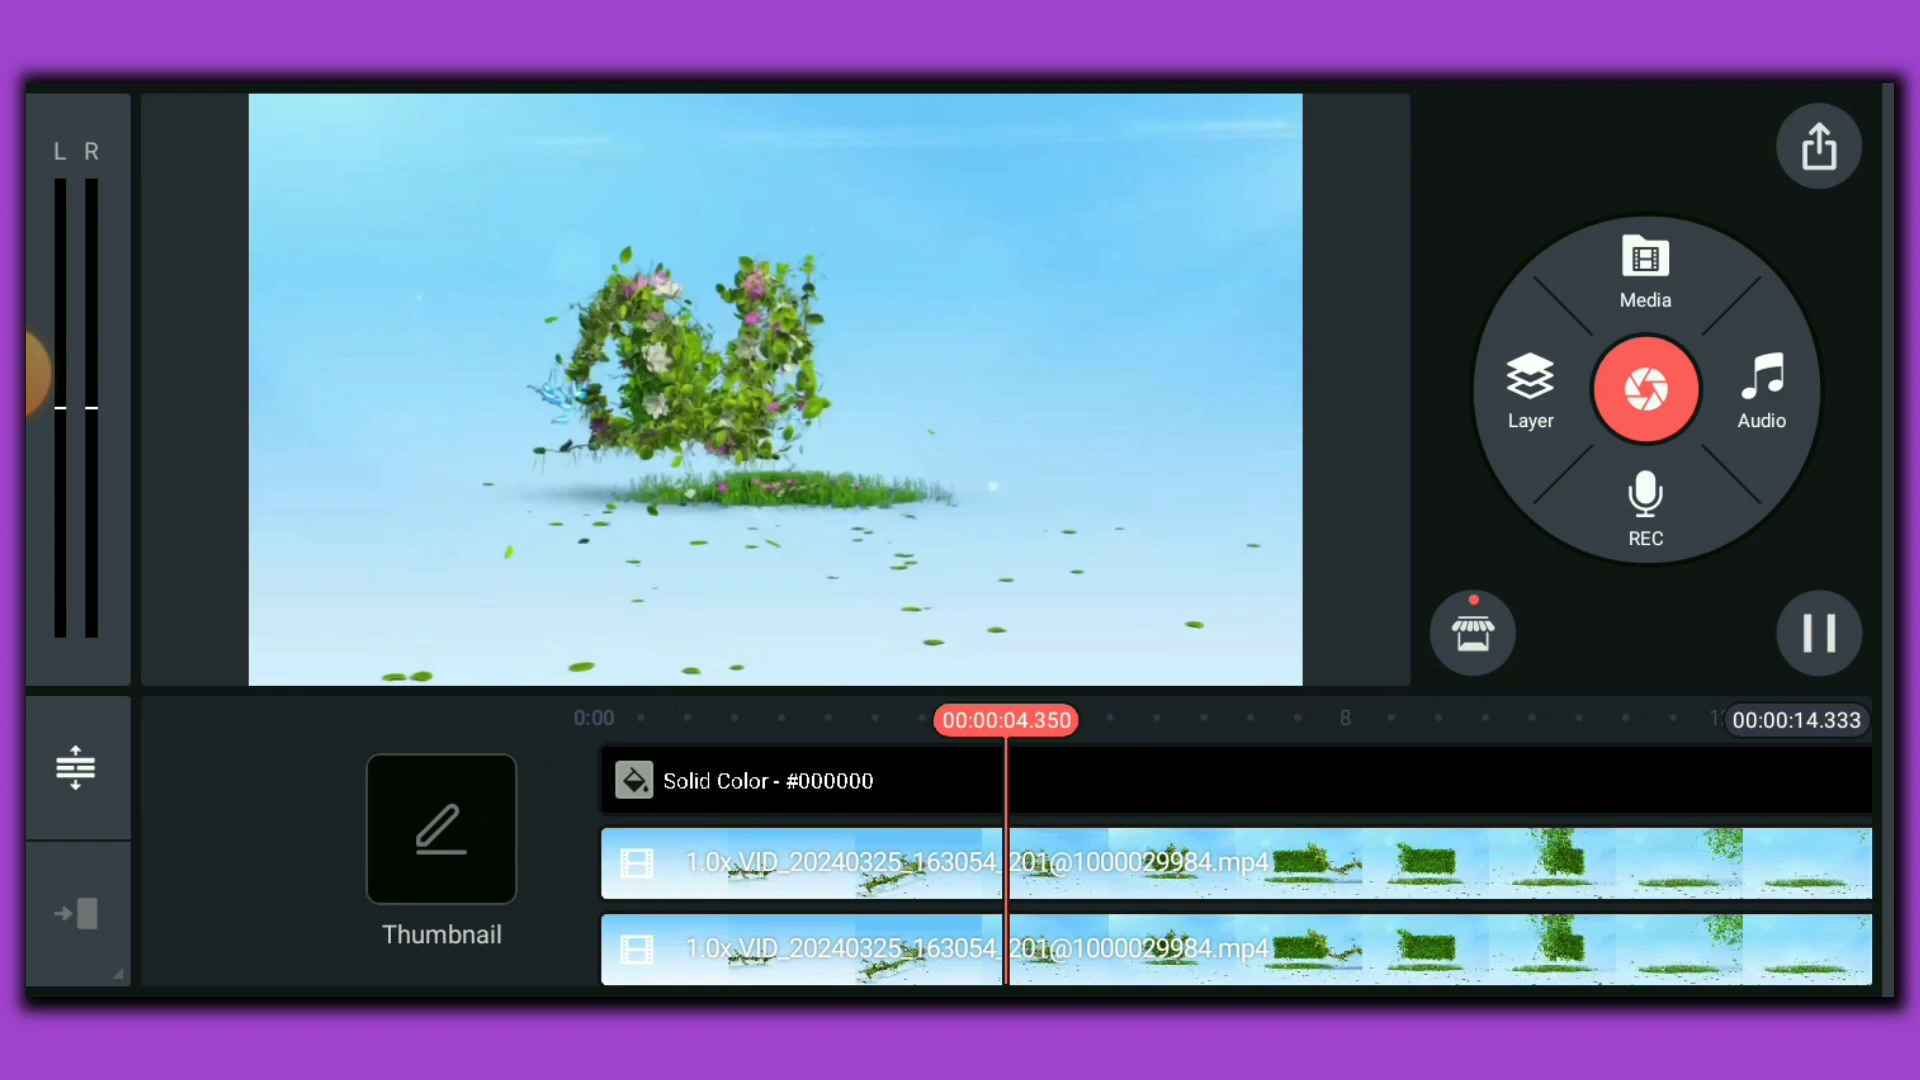 L R
Media
Layer
Audio
REC
0:00
00:00:04.350
8
00:00:14.333
Solid Color - #000000
1.0x VID_20240325_163054_201@1000029984.mp4
1.0x VID_20240325_163054_201@1000029984.mp4
Thumbnail